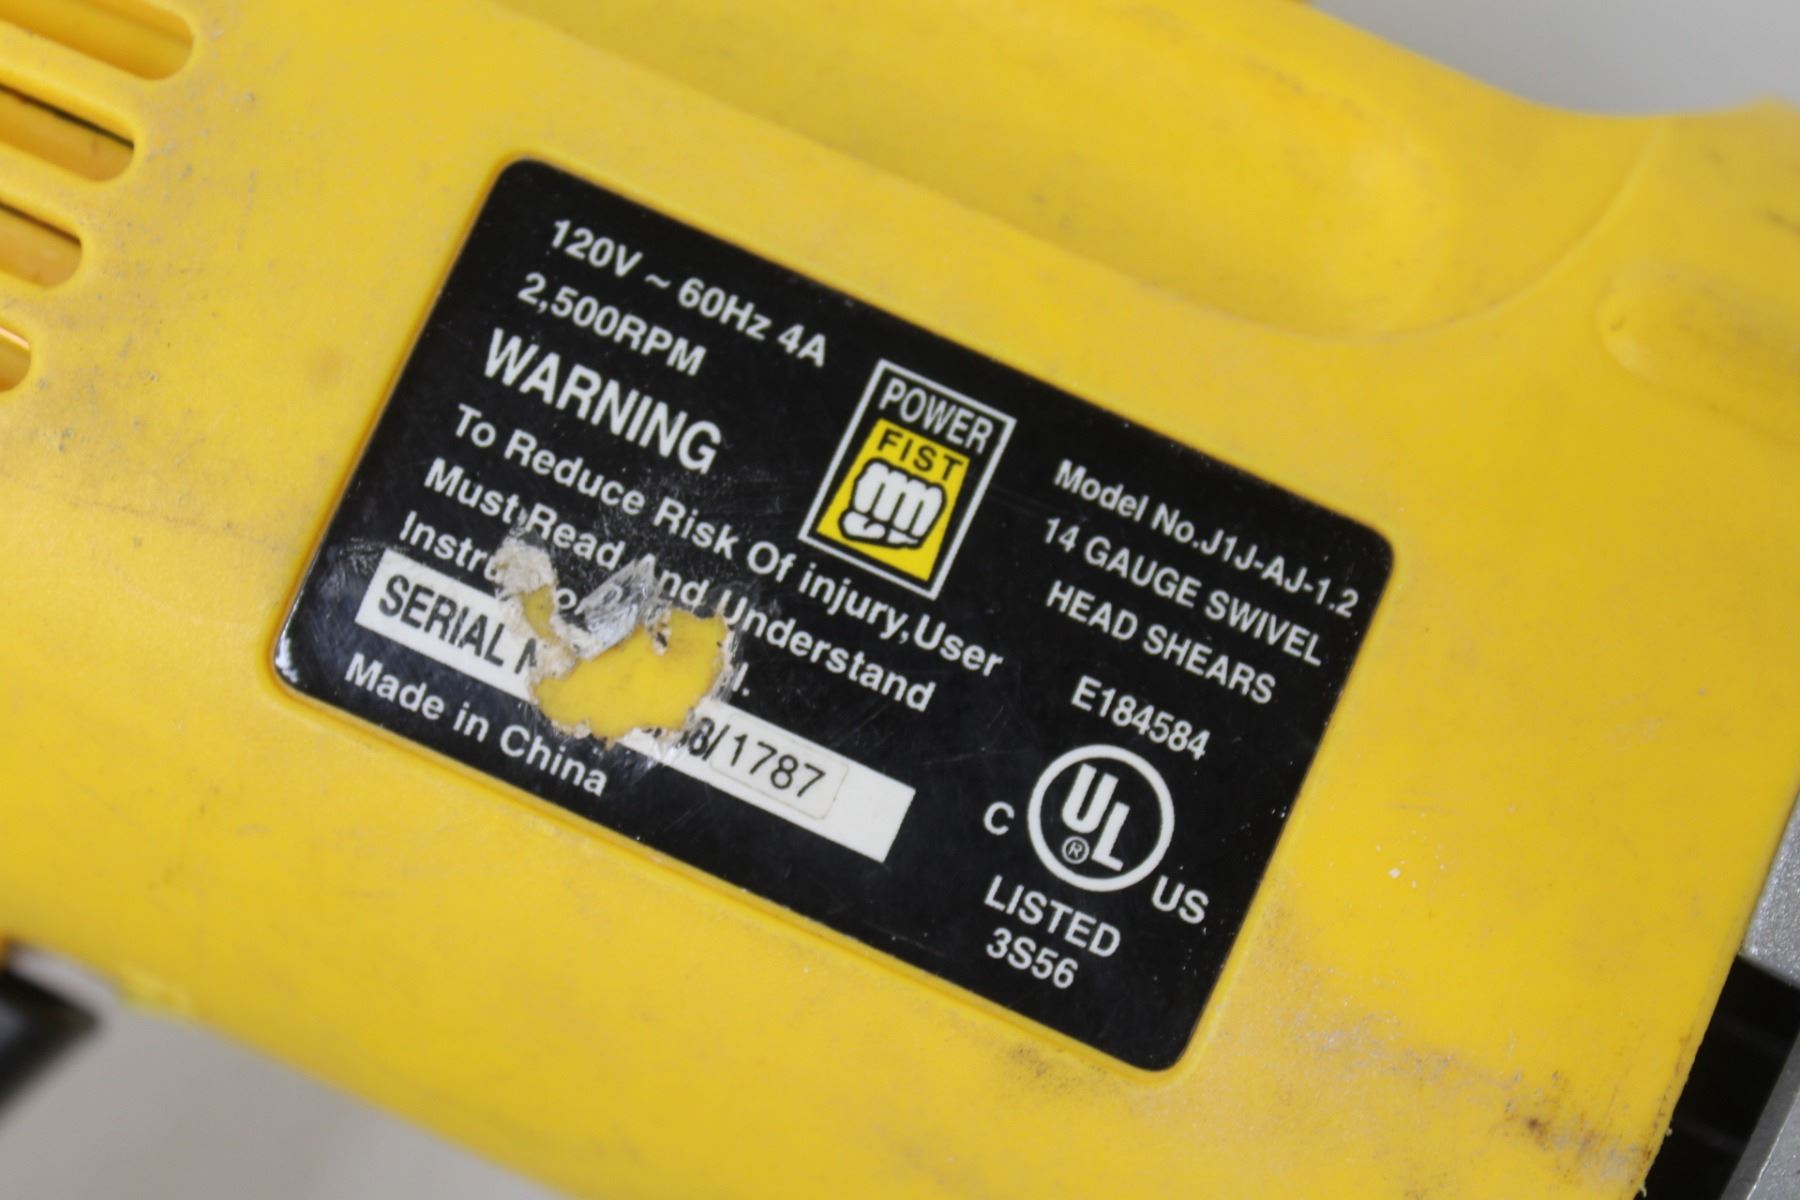 120V ~ 60Hz 4A
2,500RPM
WARNING
To Reduce Risk Of injury,User
Must Read And Understand
SERIAL
/1787
Made in China
POWER
FIST
Model No.J1J-AJ-1.2
14 GAUGE SWIVEL
HEAD SHEARS
E184584
C UL ® US
LISTED
3S56